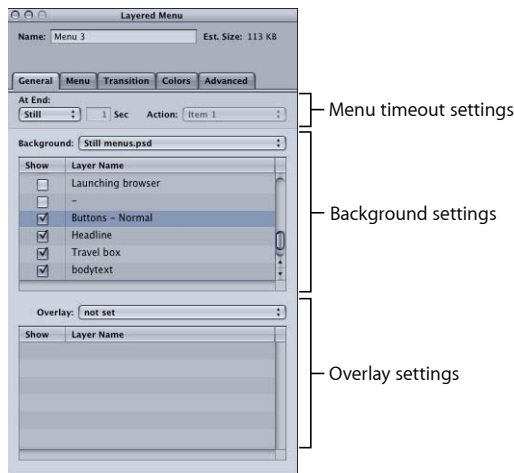 Layered Menu
Name: Menu 3 Est. Size: 113 KB
General Menu Transition Colors Advanced
At End:
Still 1 Sec Action: Item 1
Menu timeout settings
Background: Still menus.psd
Show Layer Name
Launching browser
-
Buttons - Normal
Headline
Travel box
bodytext
Background settings
Overlay: not set
Show Layer Name
Overlay settings